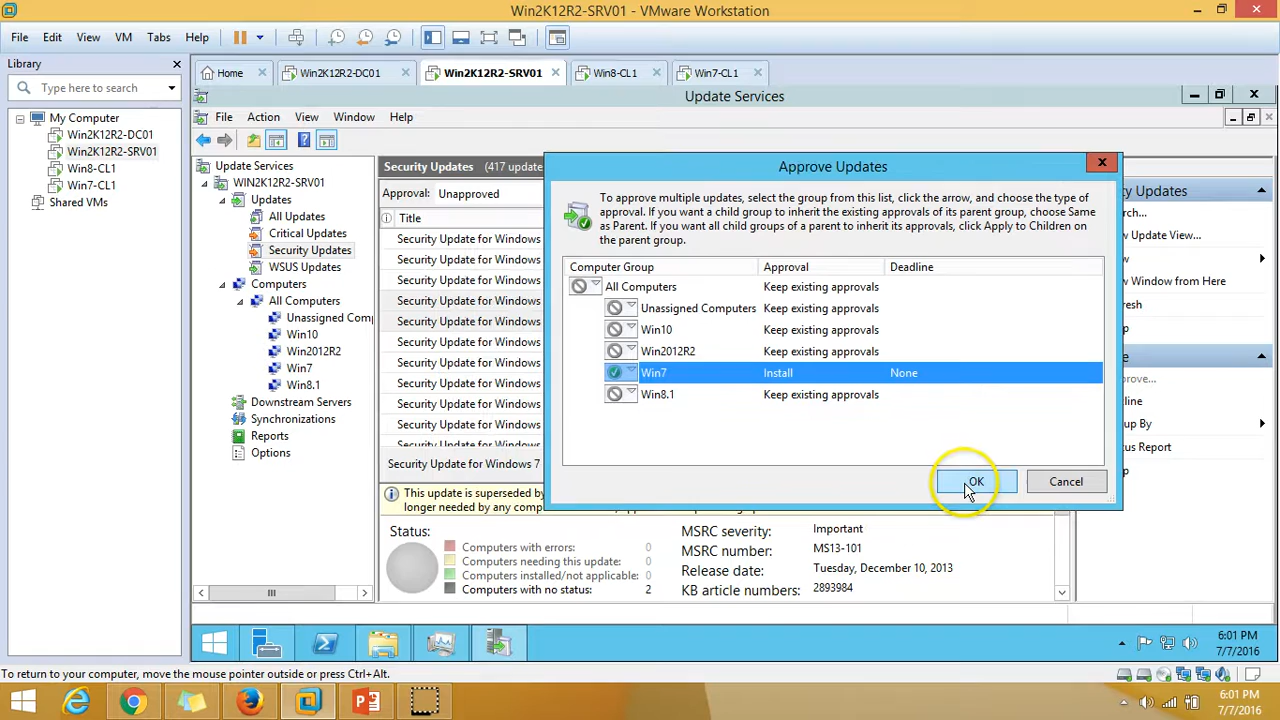 Win2K12R2-SRV01 - VMware Workstation
File Edit View VM Tabs Help
Library
Type here to search
My Computer
Win2K12R2-DC01
Win2K12R2-SRV01
Win8-CL1
Win7-CL1
Shared VMs
Home Win2K12R2-DC01 Win2K12R2-SRV01 Win8-CL1 Win7-CL1
Update Services
File Action View Window Help
Update Services
WIN2K12R2-SRV01
Updates
All Updates
Critical Updates
Security Updates
WSUS Updates
Computers
All Computers
Unassigned Comp
Win10
Win2012R2
Win7
Win8.1
Downstream Servers
Synchronizations
Reports
Options
Security Updates (417 update
Approval: Unapproved
Title
Security Update for Windows
Security Update for Windows
Security Update for Windows
Security Update for Windows
Security Update for Windows
Security Update for Windows
Security Update for Windows
Security Update for Windows
Security Update for Windows
Security Update for Windows
Security Update for Windows
Security Update for Windows 7
Approve Updates
To approve multiple updates, select the group from this list, click the arrow, and choose the type of
approval. If you want a child group to inherit the existing approvals of its parent group, choose Same
as Parent. If you want all child groups of a parent to inherit its approvals, click Apply to Children on
the parent group.
Computer Group Approval Deadline
All Computers Keep existing approvals
Unassigned Computers Keep existing approvals
Win10 Keep existing approvals
Win2012R2 Keep existing approvals
Win7 Install None
Win8.1 Keep existing approvals
OK Cancel
This update is superseded by
longer needed by any comp
Status:
Computers with errors: 0
Computers needing this update: 0
Computers installed/not applicable: 0
Computers with no status: 2
MSRC severity: Important
MSRC number: MS13-101
Release date: Tuesday, December 10, 2013
KB article numbers: 2893984
y Updates
rch...
w Update View...
w
Window from Here
resh
p
e
rove...
cline
up By
tus Report
p
6:01 PM
7/7/2016
To return to your computer, move the mouse pointer outside or press Ctrl+Alt.
6:01 PM
7/7/2016